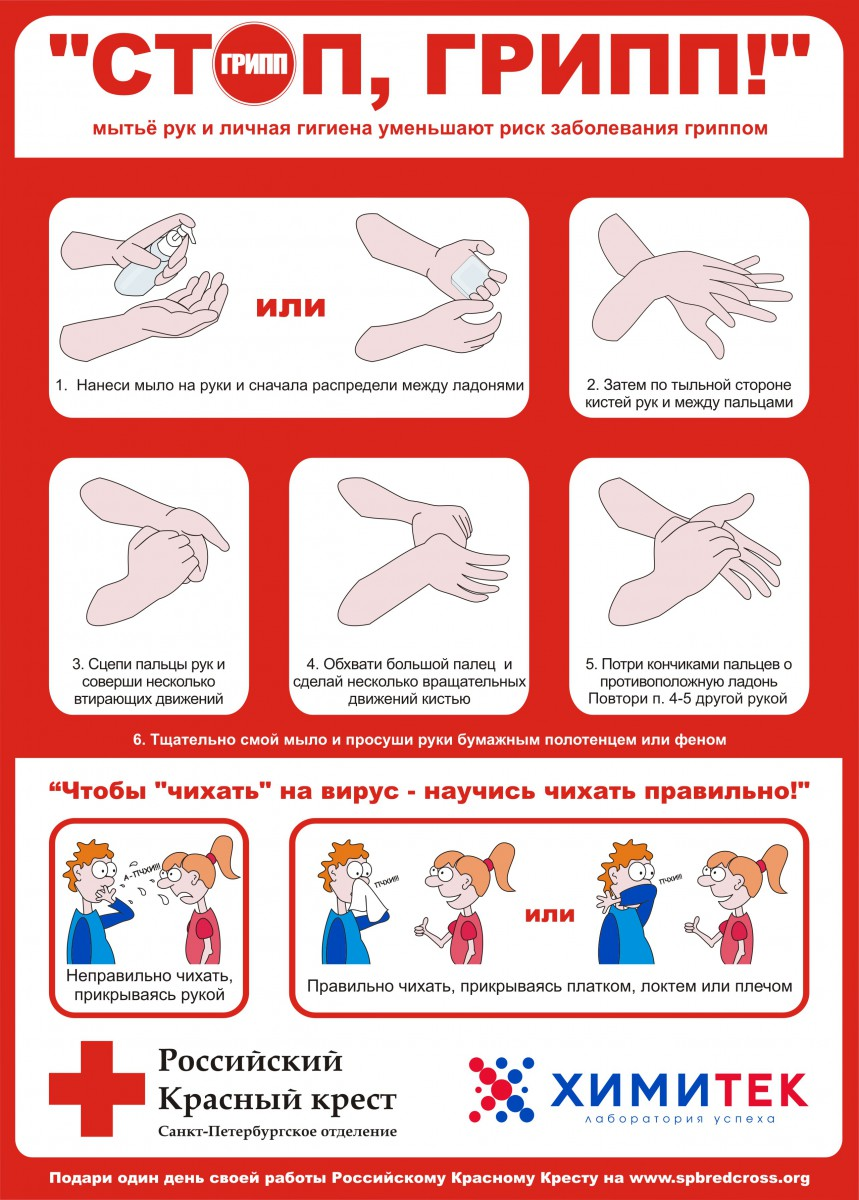 "СТОП, ГРИПП!"
ГРИПП
мытьё рук и личная гигиена уменьшают риск заболевания гриппом
или
1. Нанеси мыло на руки и сначала распредели между ладонями
2. Затем по тыльной стороне
кистей рук и между пальцами
3. Сцепи пальцы рук и
соверши несколько
втирающих движений
4. Обхвати большой палец и
сделай несколько вращательных
движений кистью
5. Потри кончиками пальцев о
противоположную ладонь
Повтори п. 4-5 другой рукой
6. Тщательно смой мыло и просуши руки бумажным полотенцем или феном
“Чтобы "чихать" на вирус - научись чихать правильно!"
А -ПЧХИ!!!
Неправильно чихать,
прикрываясь рукой
ПЧХИ!!!
или
ПЧХИ!!!
Правильно чихать, прикрываясь платком, локтем или плечом
Российский
Красный крест
Санкт-Петербургское отделение
ХИМИТЕК
лаборатория успеха
Подари один день своей работы Российскому Красному Кресту на www.spbredcross.org